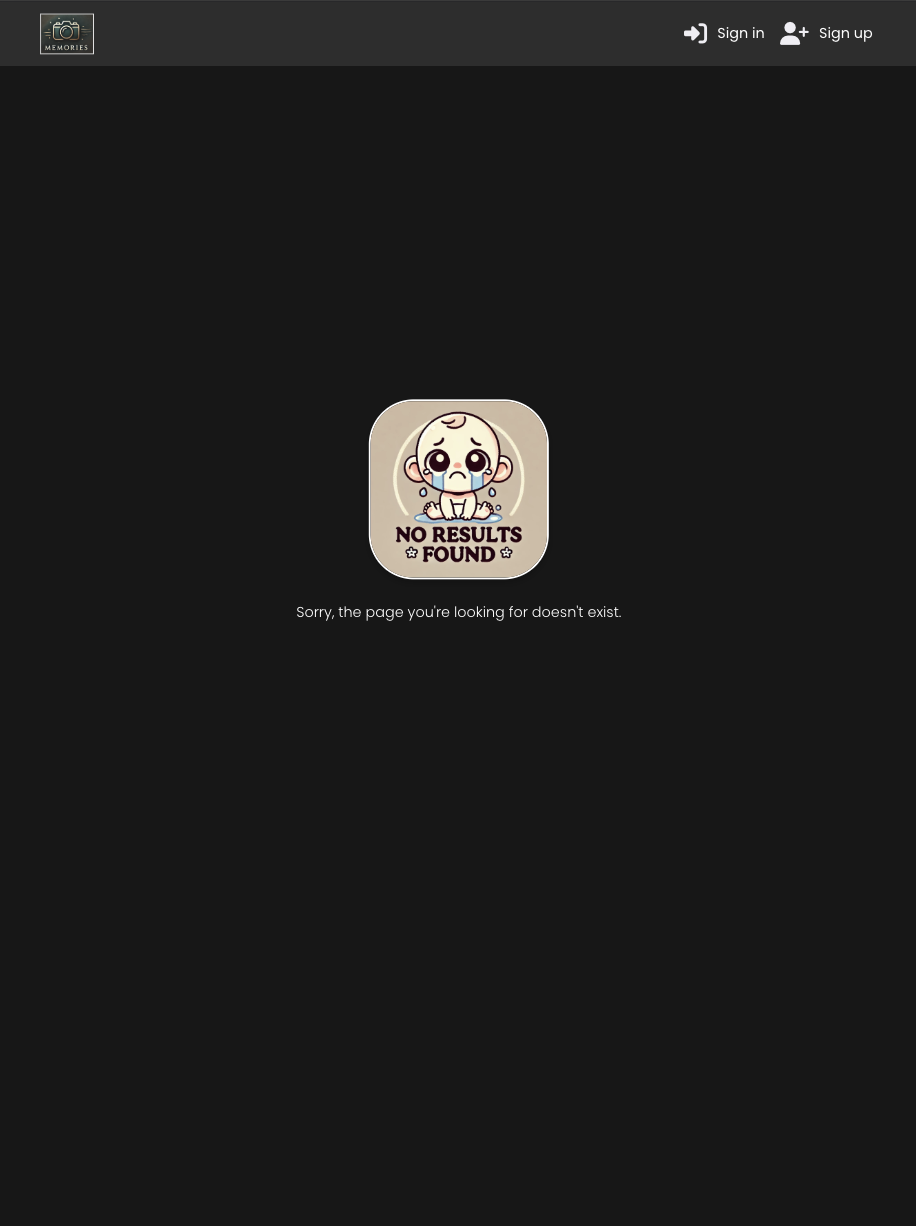 MEMORIES
Sign in
Sign up
NO RESULTS
FOUND
Sorry, the page you're looking for doesn't exist.